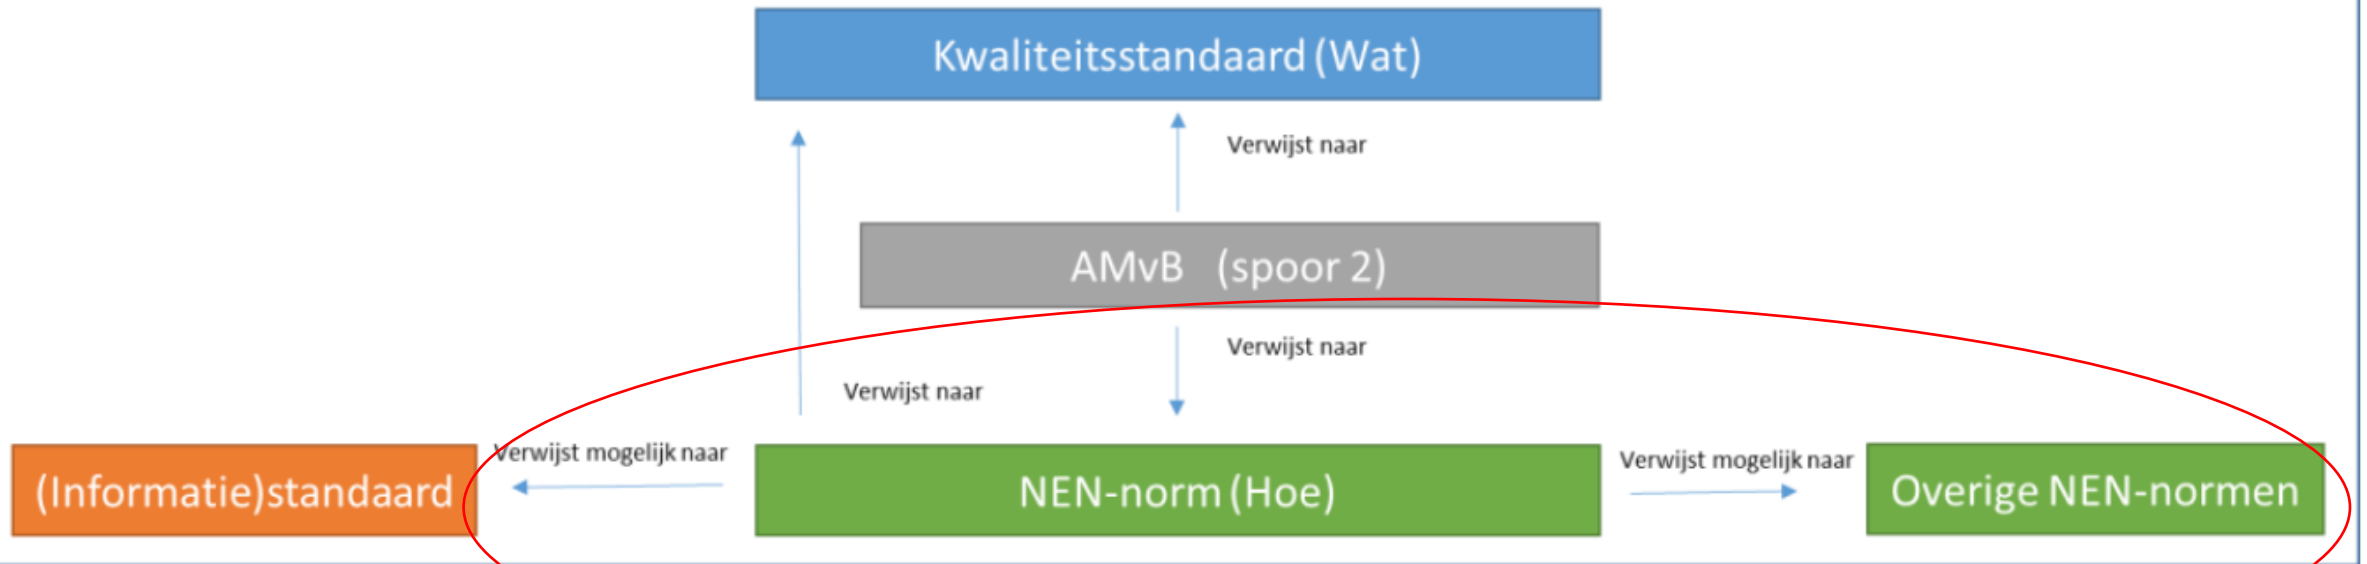 Kwaliteitsstandaard (Wat)
Verwijst naar
AMvB (spoor 2)
Verwijst naar
Verwijst naar
Verwijst mogelijk naar
Verwijst mogelijk naar
(Informatie)standaard
NEN-norm (Hoe)
Overige NEN-normen